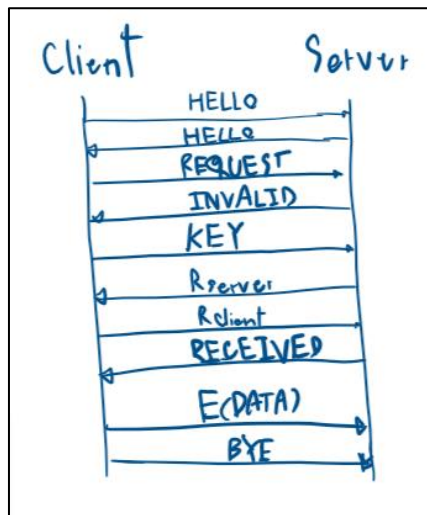 Client Server
HELLO
HELLO
REQUEST
INVALID
KEY
Rserver
Rclient
RECEIVED
E(DATA)
BYE